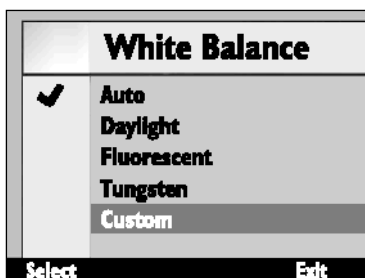 White Balance
Auto
Daylight
Fluorescent
Tungsten
Custom
Select Exit